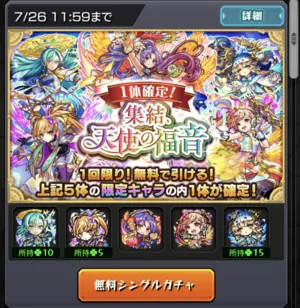 7/26 11:59まで
詳細
1体確定!
集結、
天使の福音
1回限り!無料で引ける!
上記5体の限定キャラの内1体が確定!
所持✚10
所持✚5
所持✚15
無料シングルガチャ